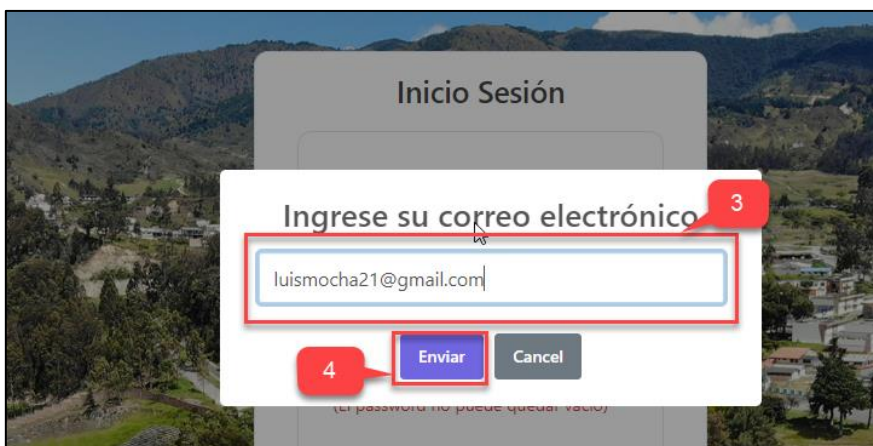 Inicio Sesión
Ingrese su correo electrónico
3
luismocha21@gmail.com
4
Enviar
Cancel
(El password no puede quedar vacío)